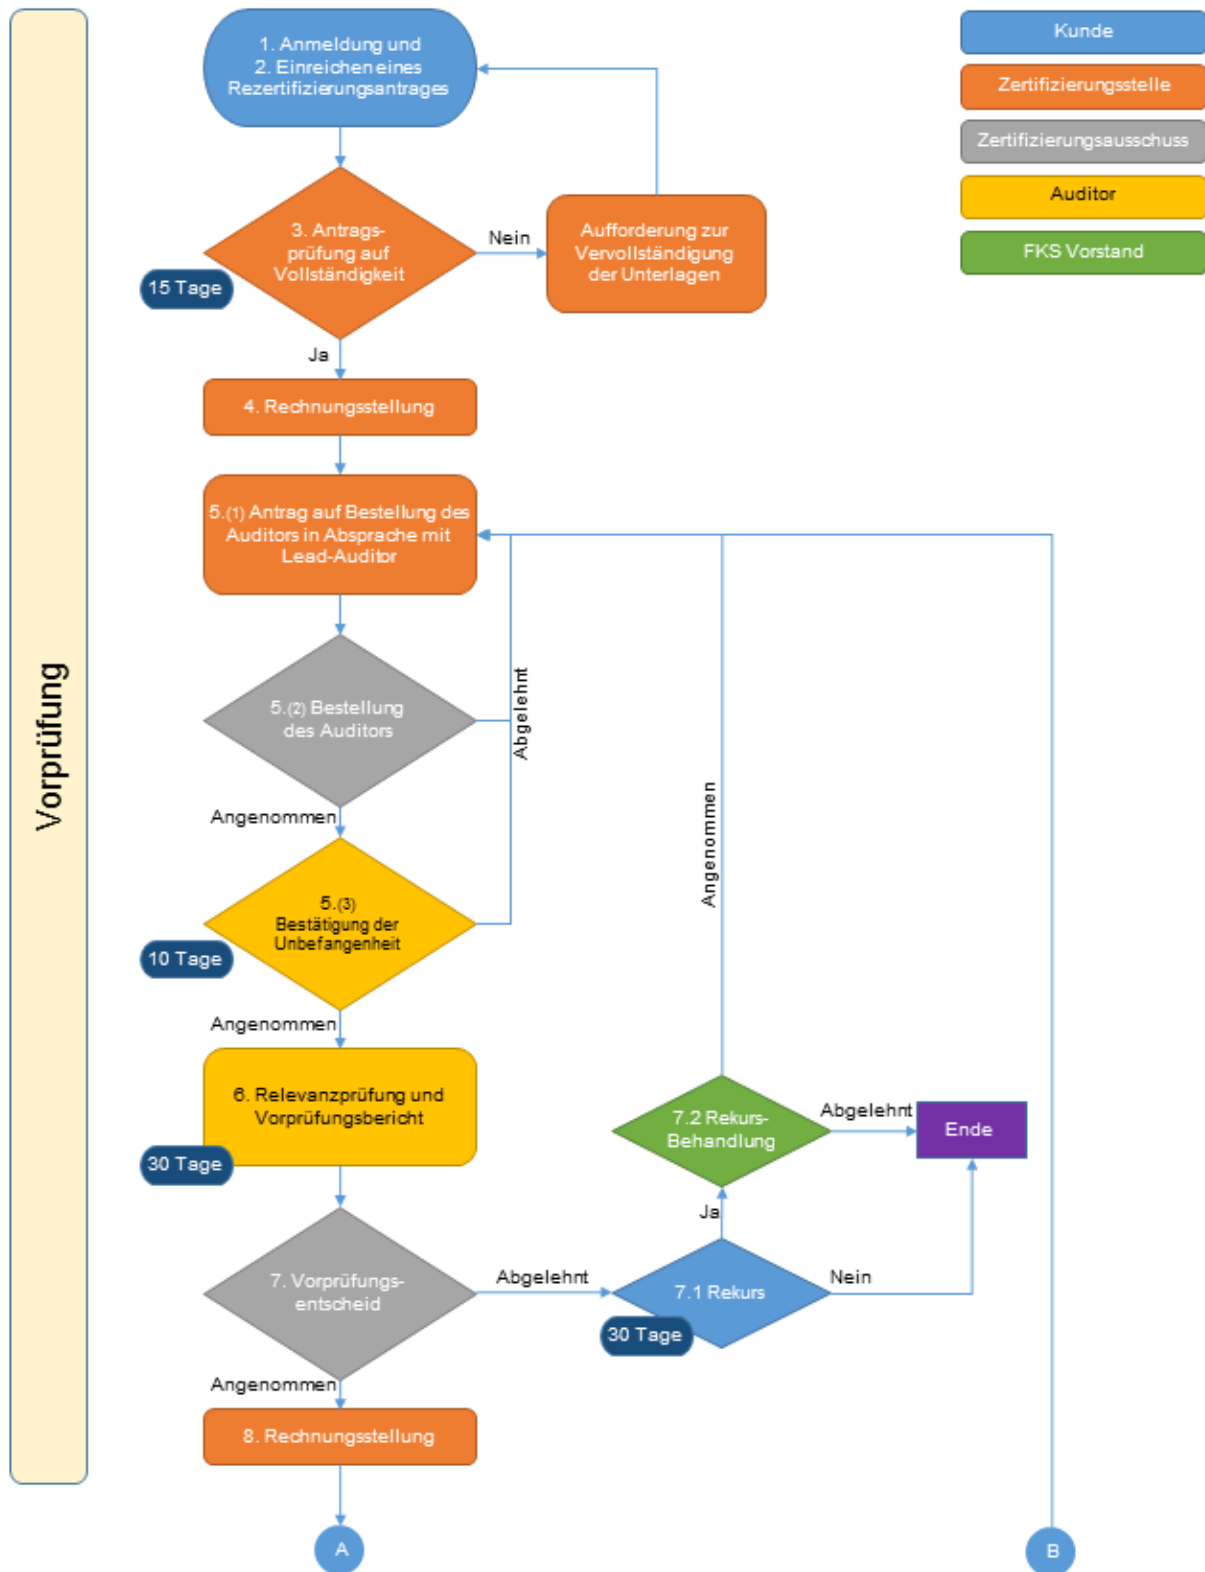 Vorprüfung
1. Anmeldung und
2. Einreichen eines
Rezertifizierungsantrages
Kunde
Zertifizierungsstelle
Zertifizierungsausschuss
Auditor
FKS Vorstand
3. Antrags-
prüfung auf
Vollständigkeit
15 Tage
Nein
Aufforderung zur
Vervollständigung
der Unterlagen
Ja
4. Rechnungsstellung
5.(1) Antrag auf Bestellung des
Auditors in Absprache mit
Lead-Auditor
5.(2) Bestellung
des Auditors
Abgelehnt
Angenommen
5.(3)
Bestätigung der
Unbefangenheit
10 Tage
Angenommen
Angenommen
6. Relevanzprüfung und
Vorprüfungsbericht
30 Tage
7.2 Rekurs-
Behandlung
Abgelehnt
Ende
Ja
7. Vorprüfungs-
entscheid
Abgelehnt
7.1 Rekurs
30 Tage
Nein
Angenommen
8. Rechnungsstellung
A
B